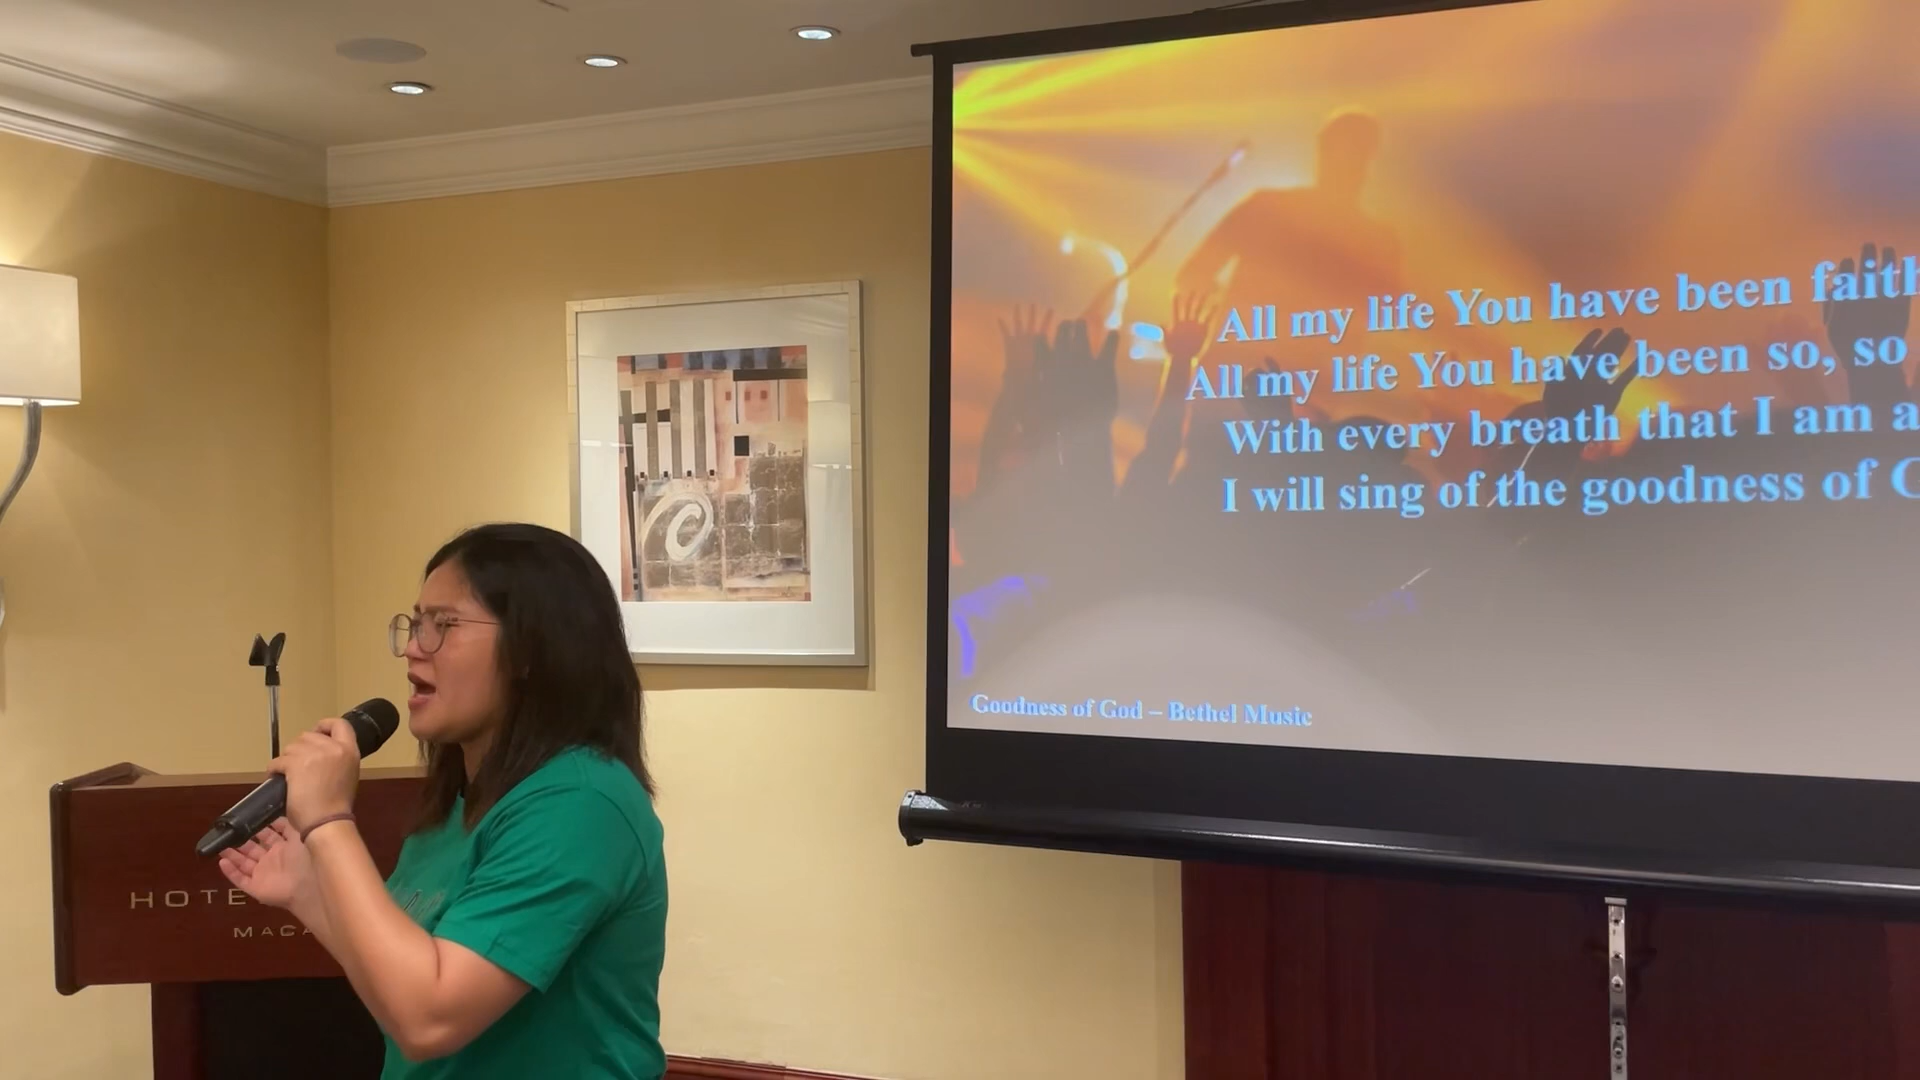 All my life You have been faith
All my life You have been so, so
With every breath that I am a
I will sing of the goodness of
Goodness of God – Bethel Music
HOTE
MACA